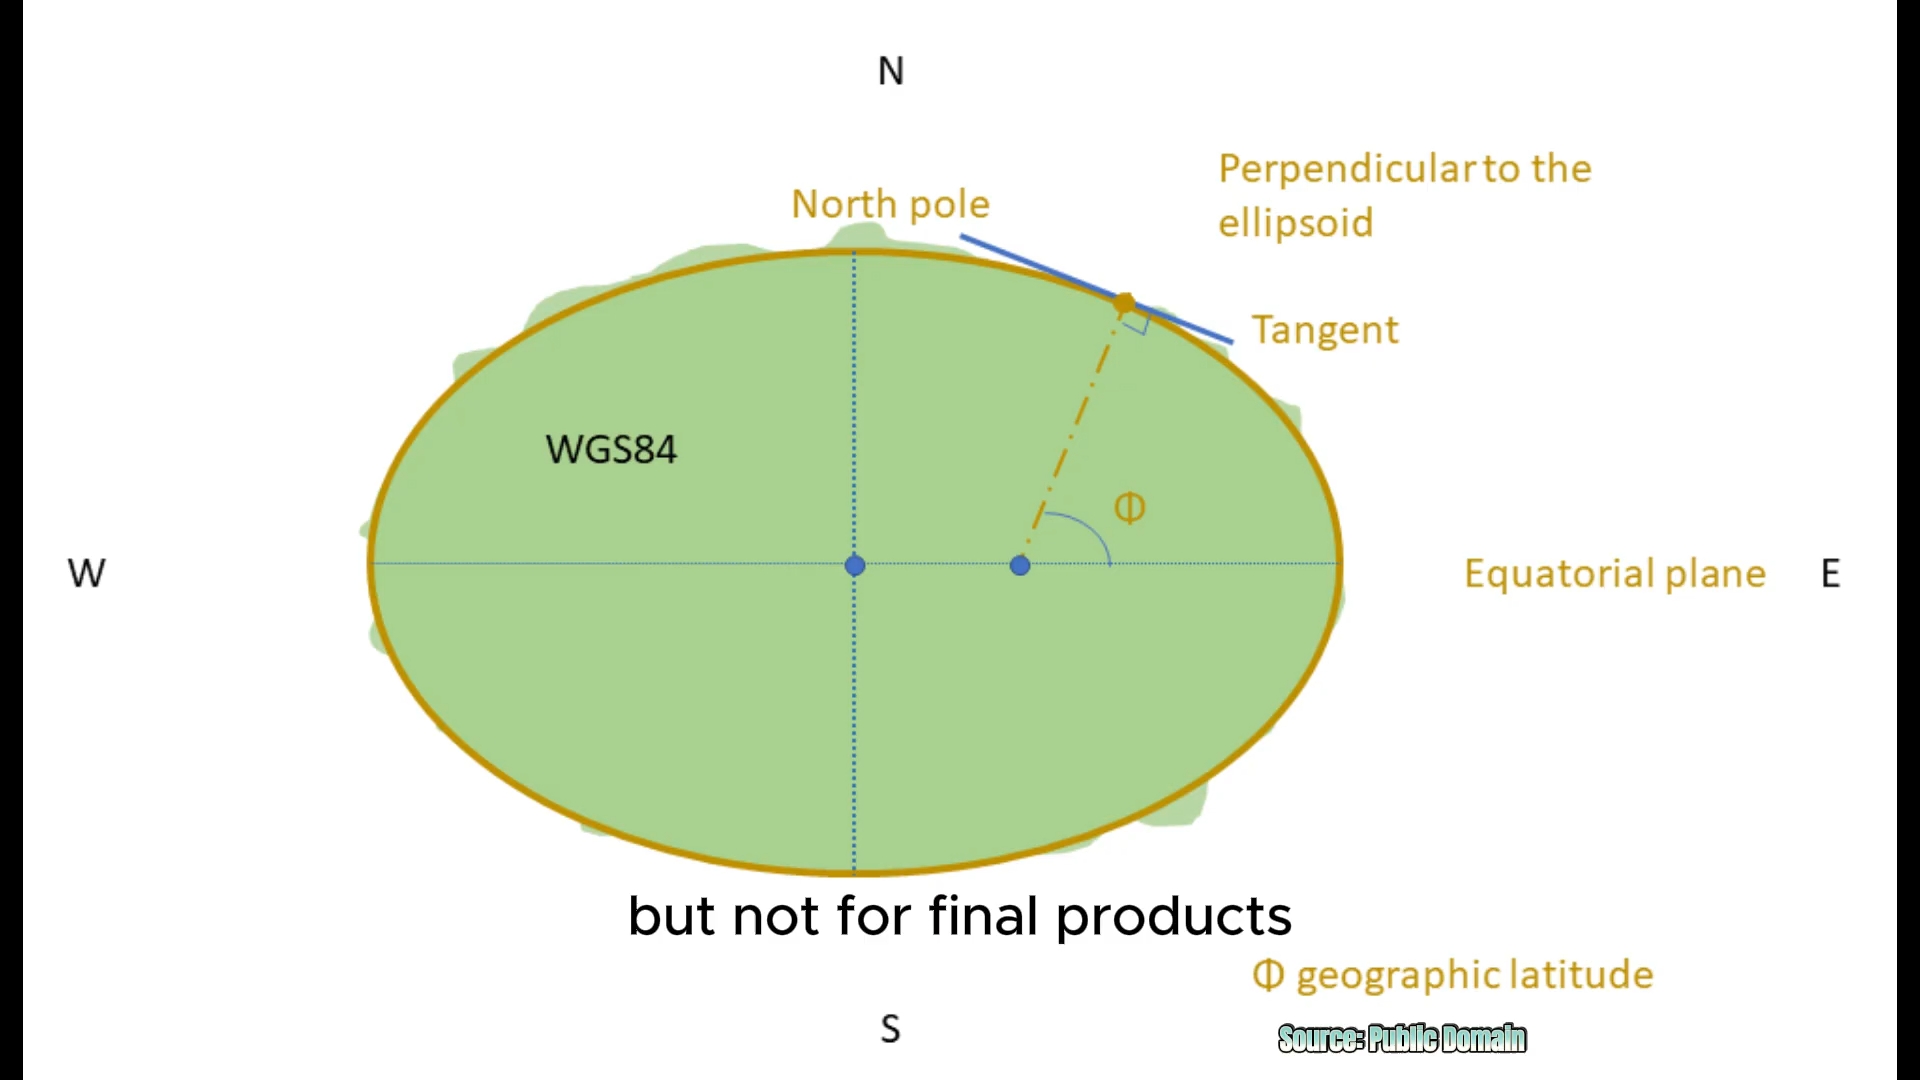 N
Perpendicular to the
ellipsoid
North pole
Tangent
WGS84
Φ
W
Equatorial plane
E
but not for final products
Φ geographic latitude
S
Source: Public Domain